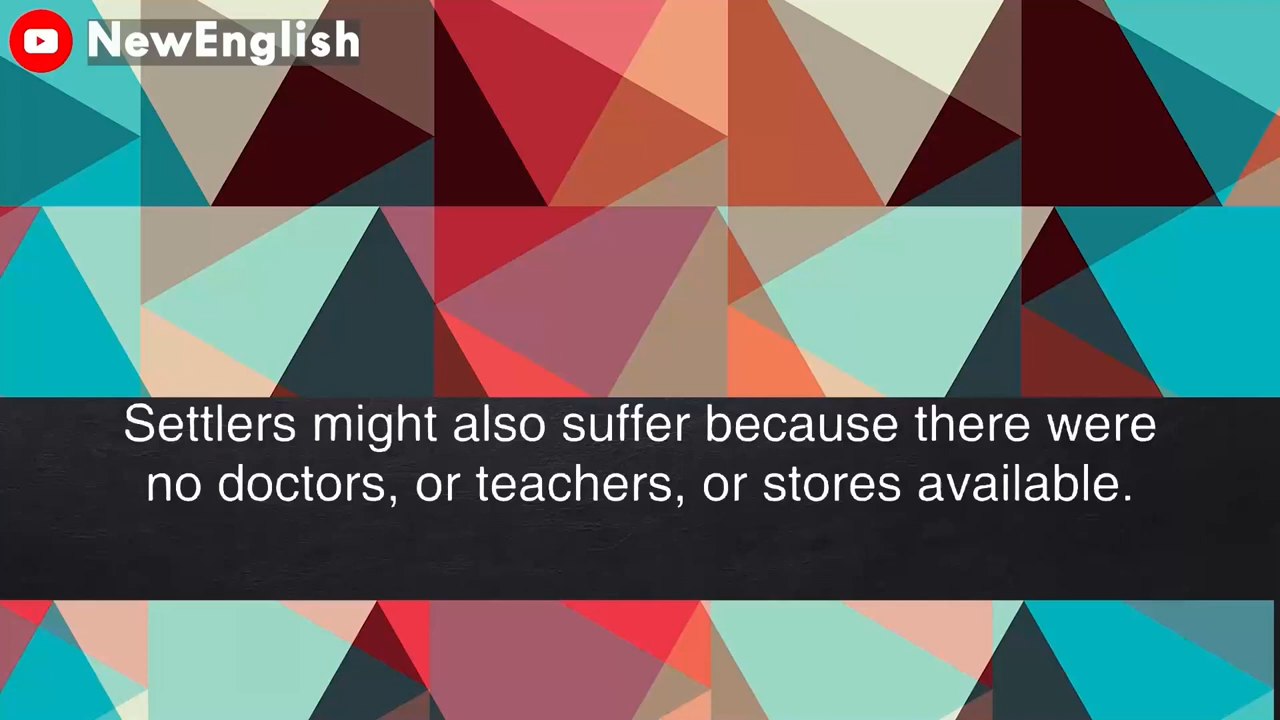 NewEnglish
Settlers might also suffer because there were
no doctors, or teachers, or stores available.